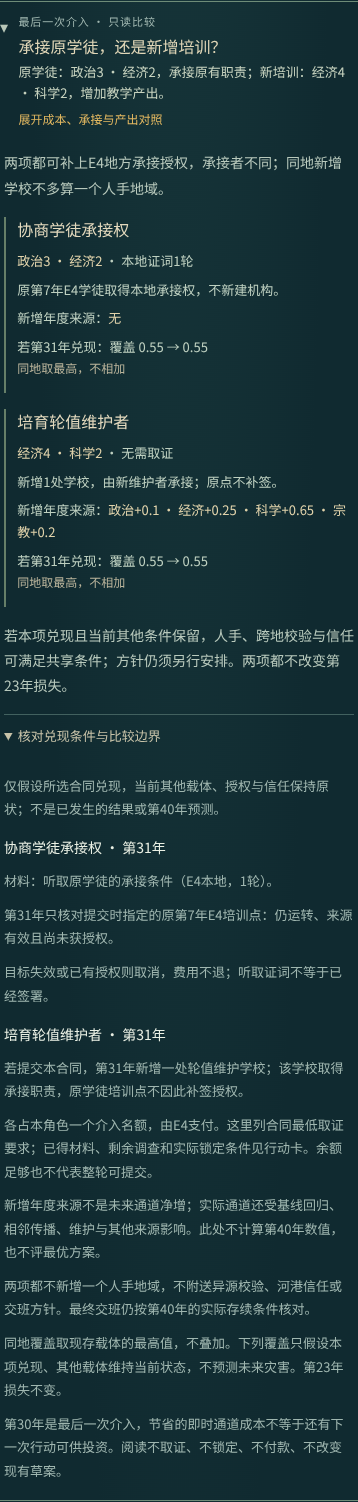 ▼ 最后一次介入 · 只读比较
承接原学徒，还是新增培训？
原学徒：政治3 · 经济2，承接原有职责；新培训：经济4
· 科学2，增加教学产出。
展开成本、承接与产出对照
两项都可补上E4地方承接授权，承接者不同；同地新增
学校不多算一个人手地域。
协商学徒承接权
政治3 · 经济2 · 本地证词1轮
原第7年E4学徒取得本地承接权，不新建机构。
新增年度来源：无
若第31年兑现：覆盖 0.55 → 0.55
同地取最高，不相加
培育轮值维护者
经济4 · 科学2 · 无需取证
新增1处学校，由新维护者承接；原点不补签。
新增年度来源：政治+0.1 · 经济+0.25 · 科学+0.65 · 宗
教+0.2
若第31年兑现：覆盖 0.55 → 0.55
同地取最高，不相加
若本项兑现且当前其他条件保留，人手、跨地校验与信任
可满足共享条件；方针仍须另行安排。两项都不改变第
23年损失。
▼ 核对兑现条件与比较边界
仅假设所选合同兑现，当前其他载体、授权与信任保持原
状；不是已发生的结果或第40年预测。
协商学徒承接权 · 第31年
材料：听取原学徒的承接条件（E4本地，1轮）。
第31年只核对提交时指定的原第7年E4培训点：仍运转、来源
有效且尚未获授权。
目标失效或已有授权则取消，费用不退；听取证词不等于已
经签署。
培育轮值维护者 · 第31年
若提交本合同，第31年新增一处轮值维护学校；该学校取得
承接职责，原学徒培训点不因此补签授权。
各占本角色一个介入名额，由E4支付。这里列合同最低取证
要求；已得材料、剩余调查和实际锁定条件见行动卡。余额
足够也不代表整轮可提交。
新增年度来源不是未来通道净增；实际通道还受基线回归、
相邻传播、维护与其他来源影响。此处不计算第40年数值，
也不评最优方案。
两项都不新增一个人手地域，不附送异源校验、河港信任或
交班方针。最终交班仍按第40年的实际存续条件核对。
同地覆盖取现存载体的最高值，不叠加。下列覆盖只假设本
项兑现、其他载体维持当前状态，不预测未来灾害。第23年
损失不变。
第30年是最后一次介入，节省的即时通道成本不等于还有下
一次行动可供投资。阅读不取证、不锁定、不付款、不改变
现有草案。